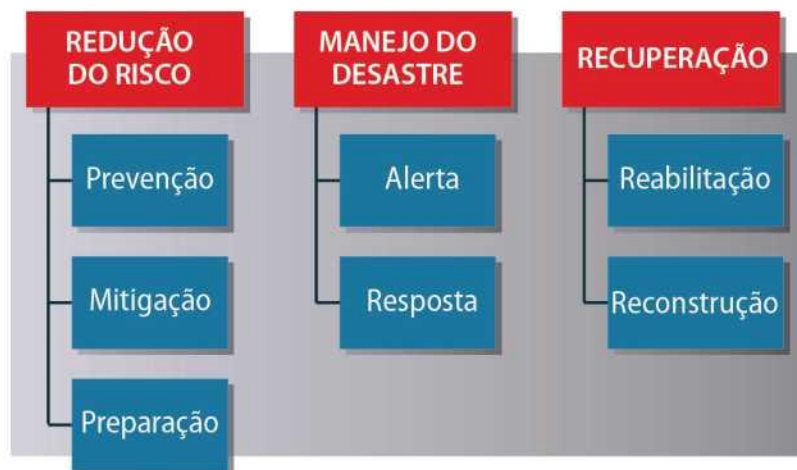 REDUÇÃO
DO RISCO
Prevenção
Mitigação
Preparação
MANEJO DO
DESASTRE
Alerta
Resposta
RECUPERAÇÃO
Reabilitação
Reconstrução